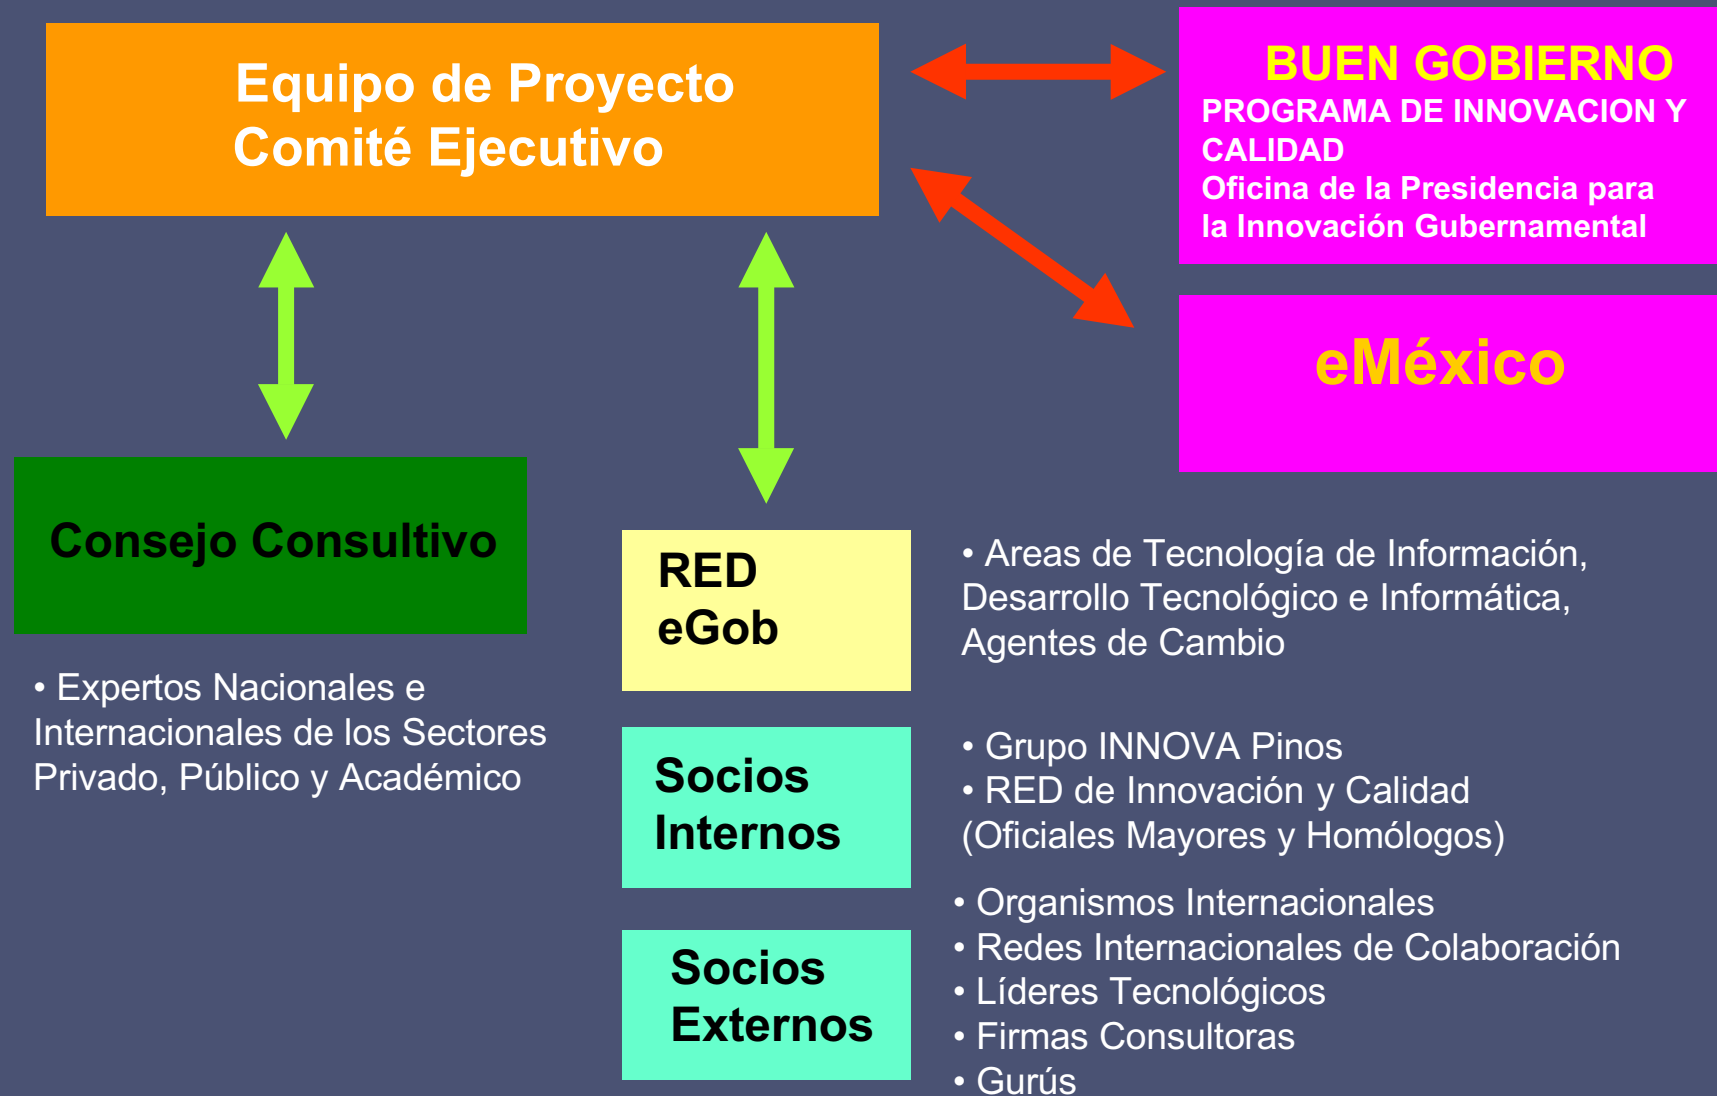 Equipo de Proyecto
Comité Ejecutivo
BUEN GOBIERNO
PROGRAMA DE INNOVACION Y
CALIDAD
Oficina de la Presidencia para
la Innovación Gubernamental
eMéxico
Consejo Consultivo
• Expertos Nacionales e
Internacionales de los Sectores
Privado, Público y Académico
RED
eGob
• Areas de Tecnología de Información,
Desarrollo Tecnológico e Informática,
Agentes de Cambio
Socios
Internos
• Grupo INNOVA Pinos
• RED de Innovación y Calidad
(Oficiales Mayores y Homólogos)
Socios
Externos
• Organismos Internacionales
• Redes Internacionales de Colaboración
• Líderes Tecnológicos
• Firmas Consultoras
• Gurús